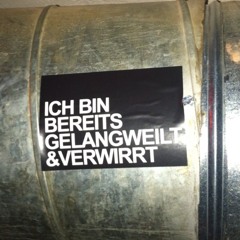 ICH BIN
BEREITS
GELANGWEILT
&VERWIRRT